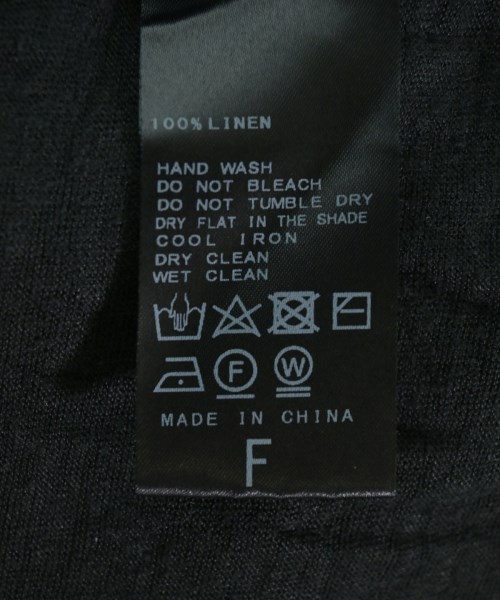 100% LINEN
HAND WASH
DO NOT BLEACH
DO NOT TUMBLE DRY
DRY FLAT IN THE SHADE
COOL IRON
DRY CLEAN
WET CLEAN
F W
MADE IN CHINA
F